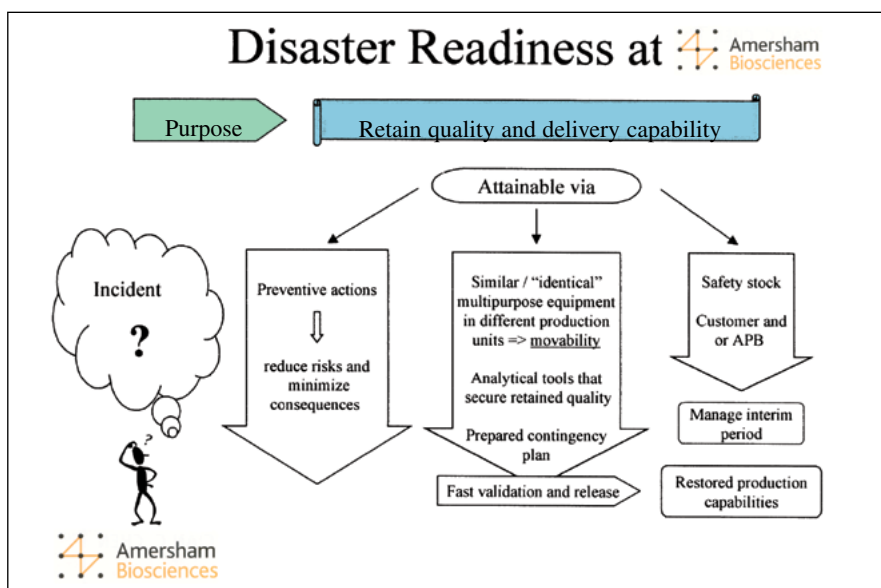 Disaster Readiness at
Amersham
Biosciences
Purpose
Retain quality and delivery capability
Attainable via
Incident
?
?
Preventive actions
reduce risks and
minimize
consequences
Similar / “identical”
multipurpose equipment
in different production
units => movability
Analytical tools that
secure retained quality
Prepared contingency
plan
Fast validation and release
Safety stock
Customer and
or APB
Manage interim
period
Restored production
capabilities
Amersham
Biosciences